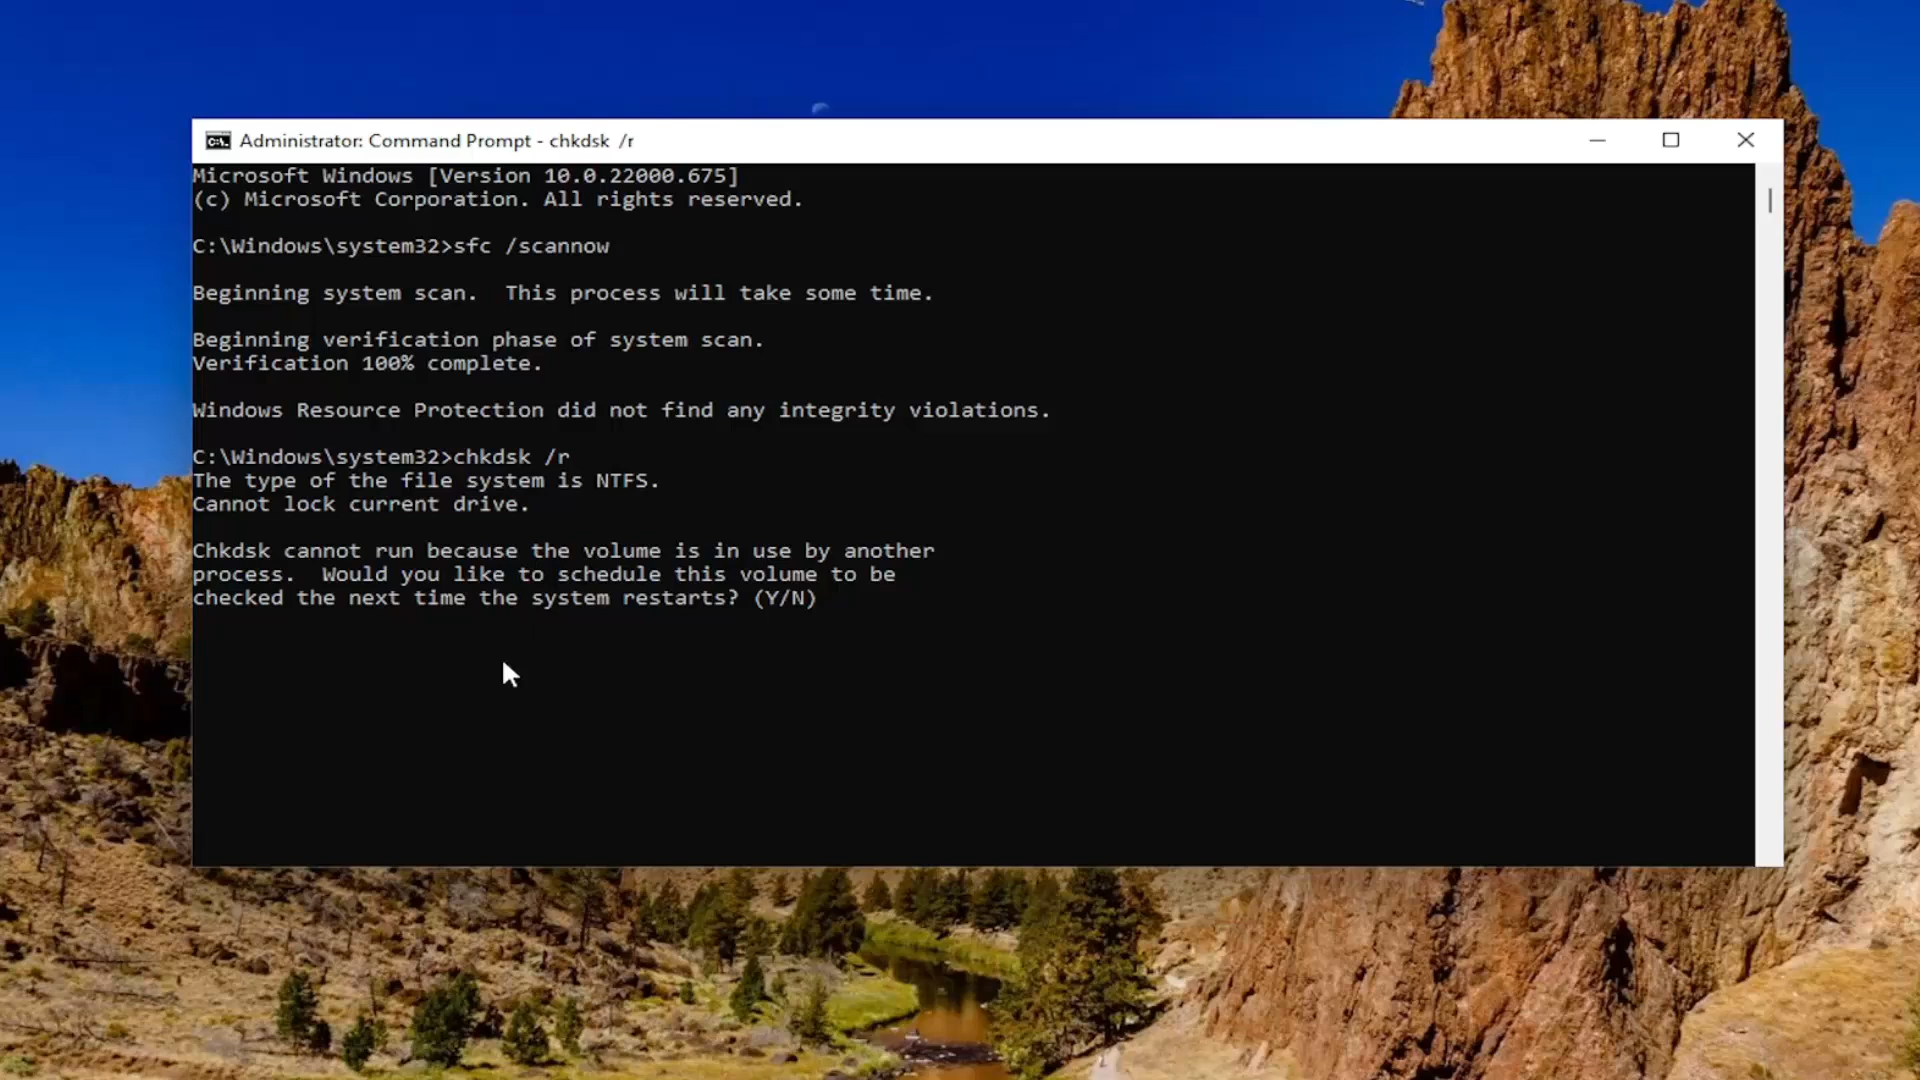 Administrator: Command Prompt - chkdsk /r
Microsoft Windows [Version 10.0.22000.675]
(c) Microsoft Corporation. All rights reserved.
C:\Windows\system32>sfc /scannow
Beginning system scan.  This process will take some time.
Beginning verification phase of system scan.
Verification 100% complete.
Windows Resource Protection did not find any integrity violations.
C:\Windows\system32>chkdsk /r
The type of the file system is NTFS.
Cannot lock current drive.
Chkdsk cannot run because the volume is in use by another
process.  Would you like to schedule this volume to be
checked the next time the system restarts? (Y/N)